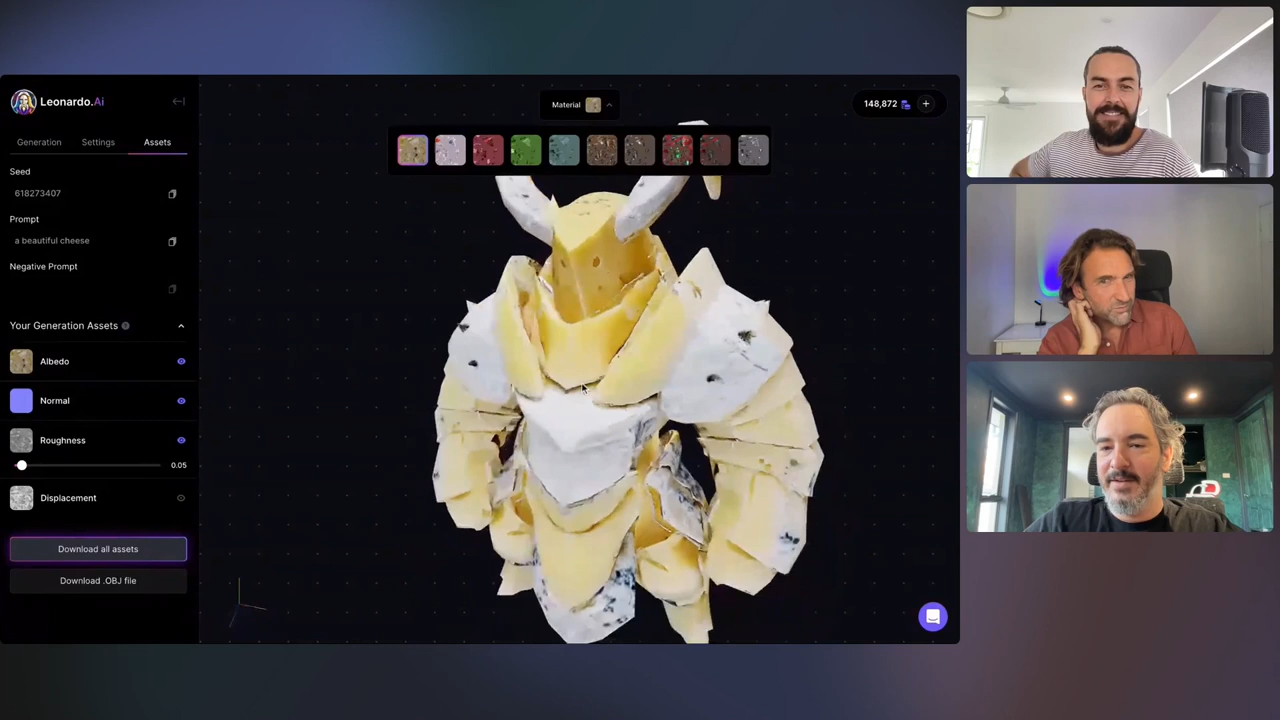 Leonardo.Ai
Generation Settings Assets
Seed
618273407
Prompt
a beautiful cheese
Negative Prompt
Your Generation Assets
Albedo
Normal
Roughness
0.05
Displacement
Download all assets
Download .OBJ file
Material
148,872